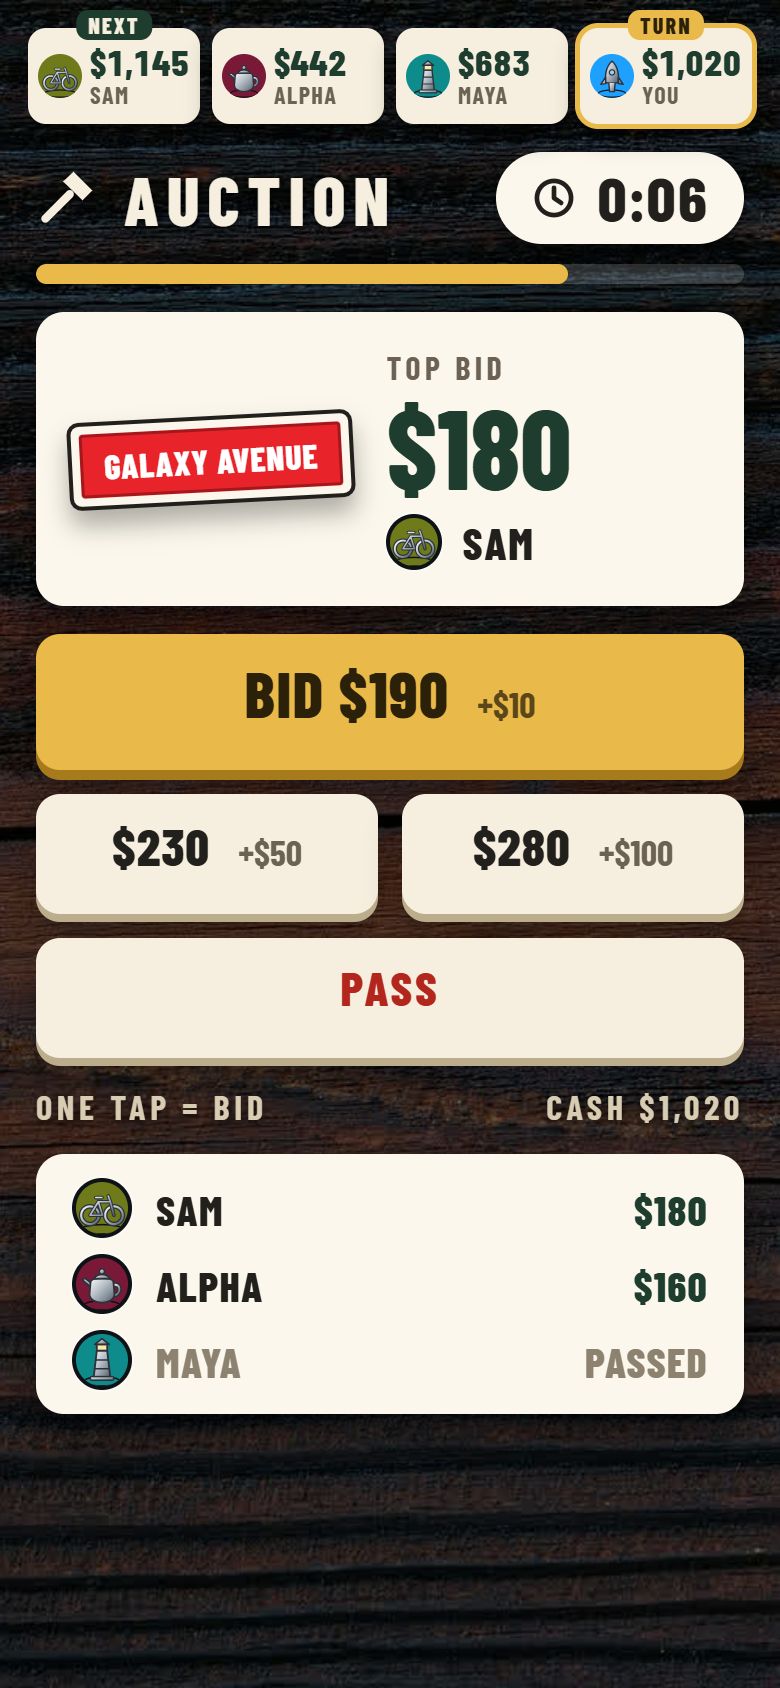 NEXT
TURN
$1,145
SAM
$442
ALPHA
$683
MAYA
$1,020
YOU
AUCTION
0:06
TOP BID
GALAXY AVENUE
$180
SAM
BID $190 +$10
$230 +$50
$280 +$100
PASS
ONE TAP = BID
CASH $1,020
SAM $180
ALPHA $160
MAYA PASSED